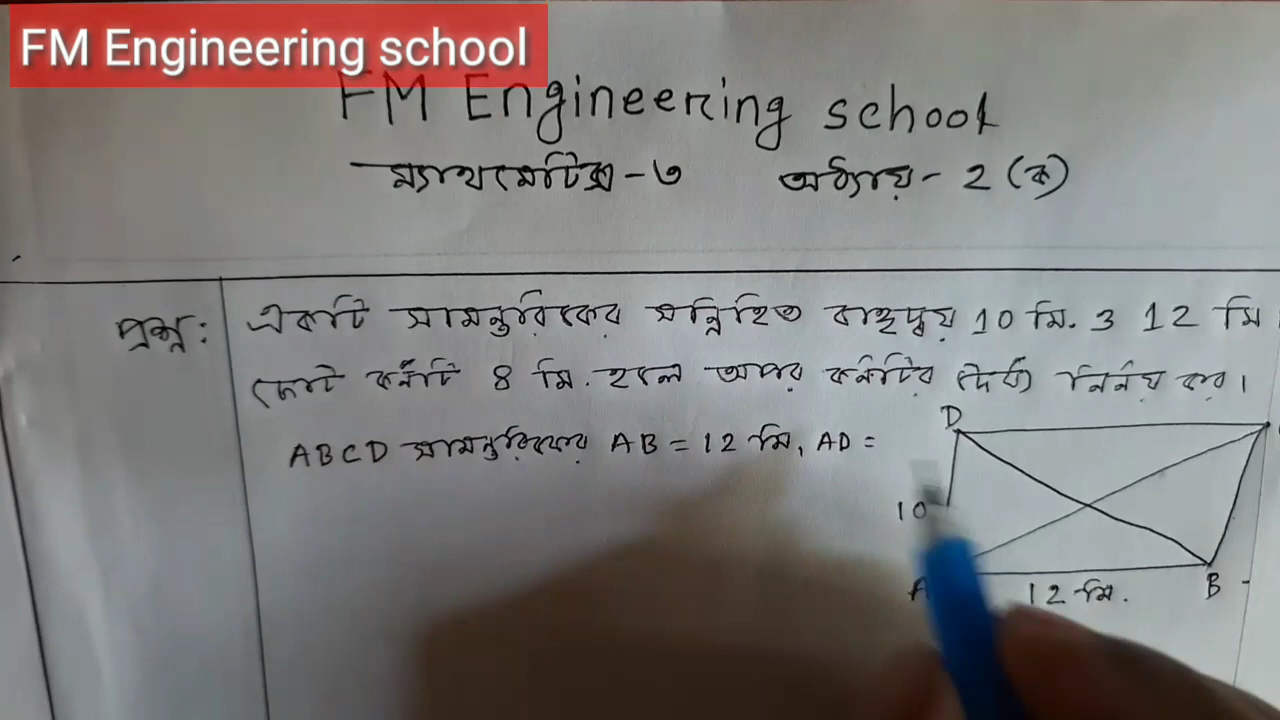 FM Engineering school
FM Engineering school
ম্যাথমেটিক্স - ৩ অধ্যায় - 2 (ক)
প্রশ্ন: একটি সামন্তরিকের সন্নিহিত বাহুদ্বয় 10 মি. ও 12 মি
ছোট কর্ণটি 8 মি. হলে অপর কর্ণটির দৈর্ঘ্য নির্ণয় কর।
ABCD সামন্তরিকের AB = 12 মি, AD =
D
10
A 12 মি. B